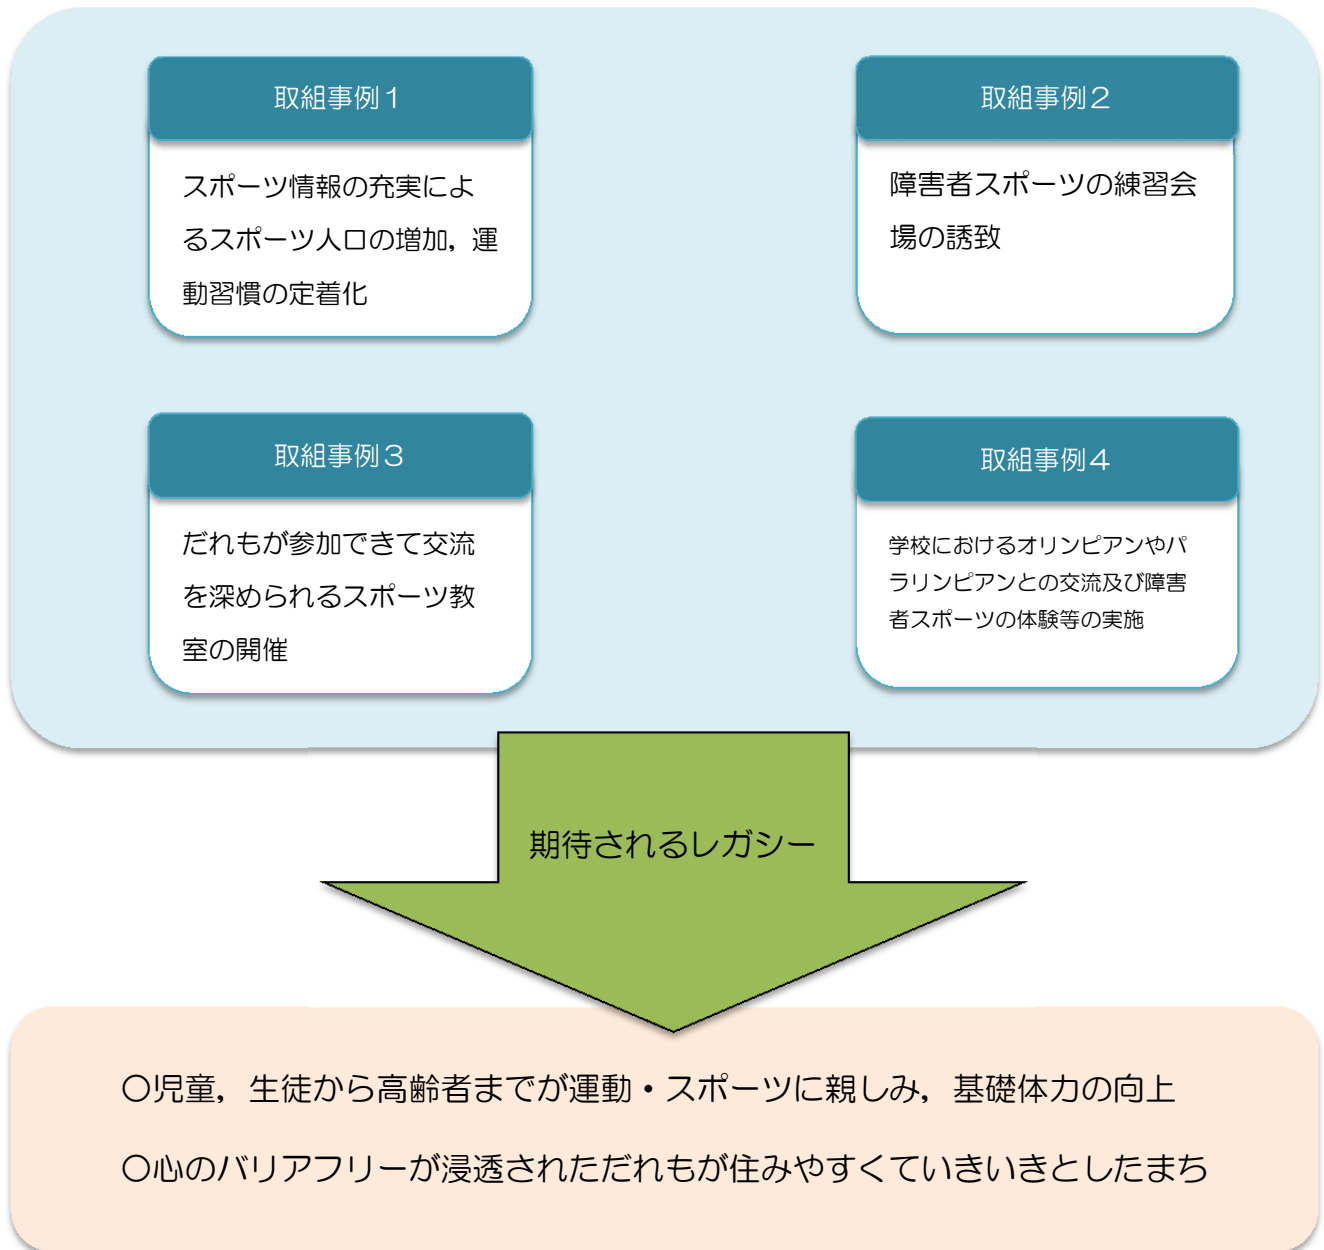 取組事例１
スポーツ情報の充実によ
るスポーツ人口の増加，運
動習慣の定着化
取組事例２
障害者スポーツの練習会
場の誘致
取組事例３
だれもが参加できて交流
を深められるスポーツ教
室の開催
取組事例４
学校におけるオリンピアンやパ
ラリンピアンとの交流及び障害
者スポーツの体験等の実施
期待されるレガシー
○児童，生徒から高齢者までが運動・スポーツに親しみ，基礎体力の向上
○心のバリアフリーが浸透されただれもが住みやすくていきいきとしたまち